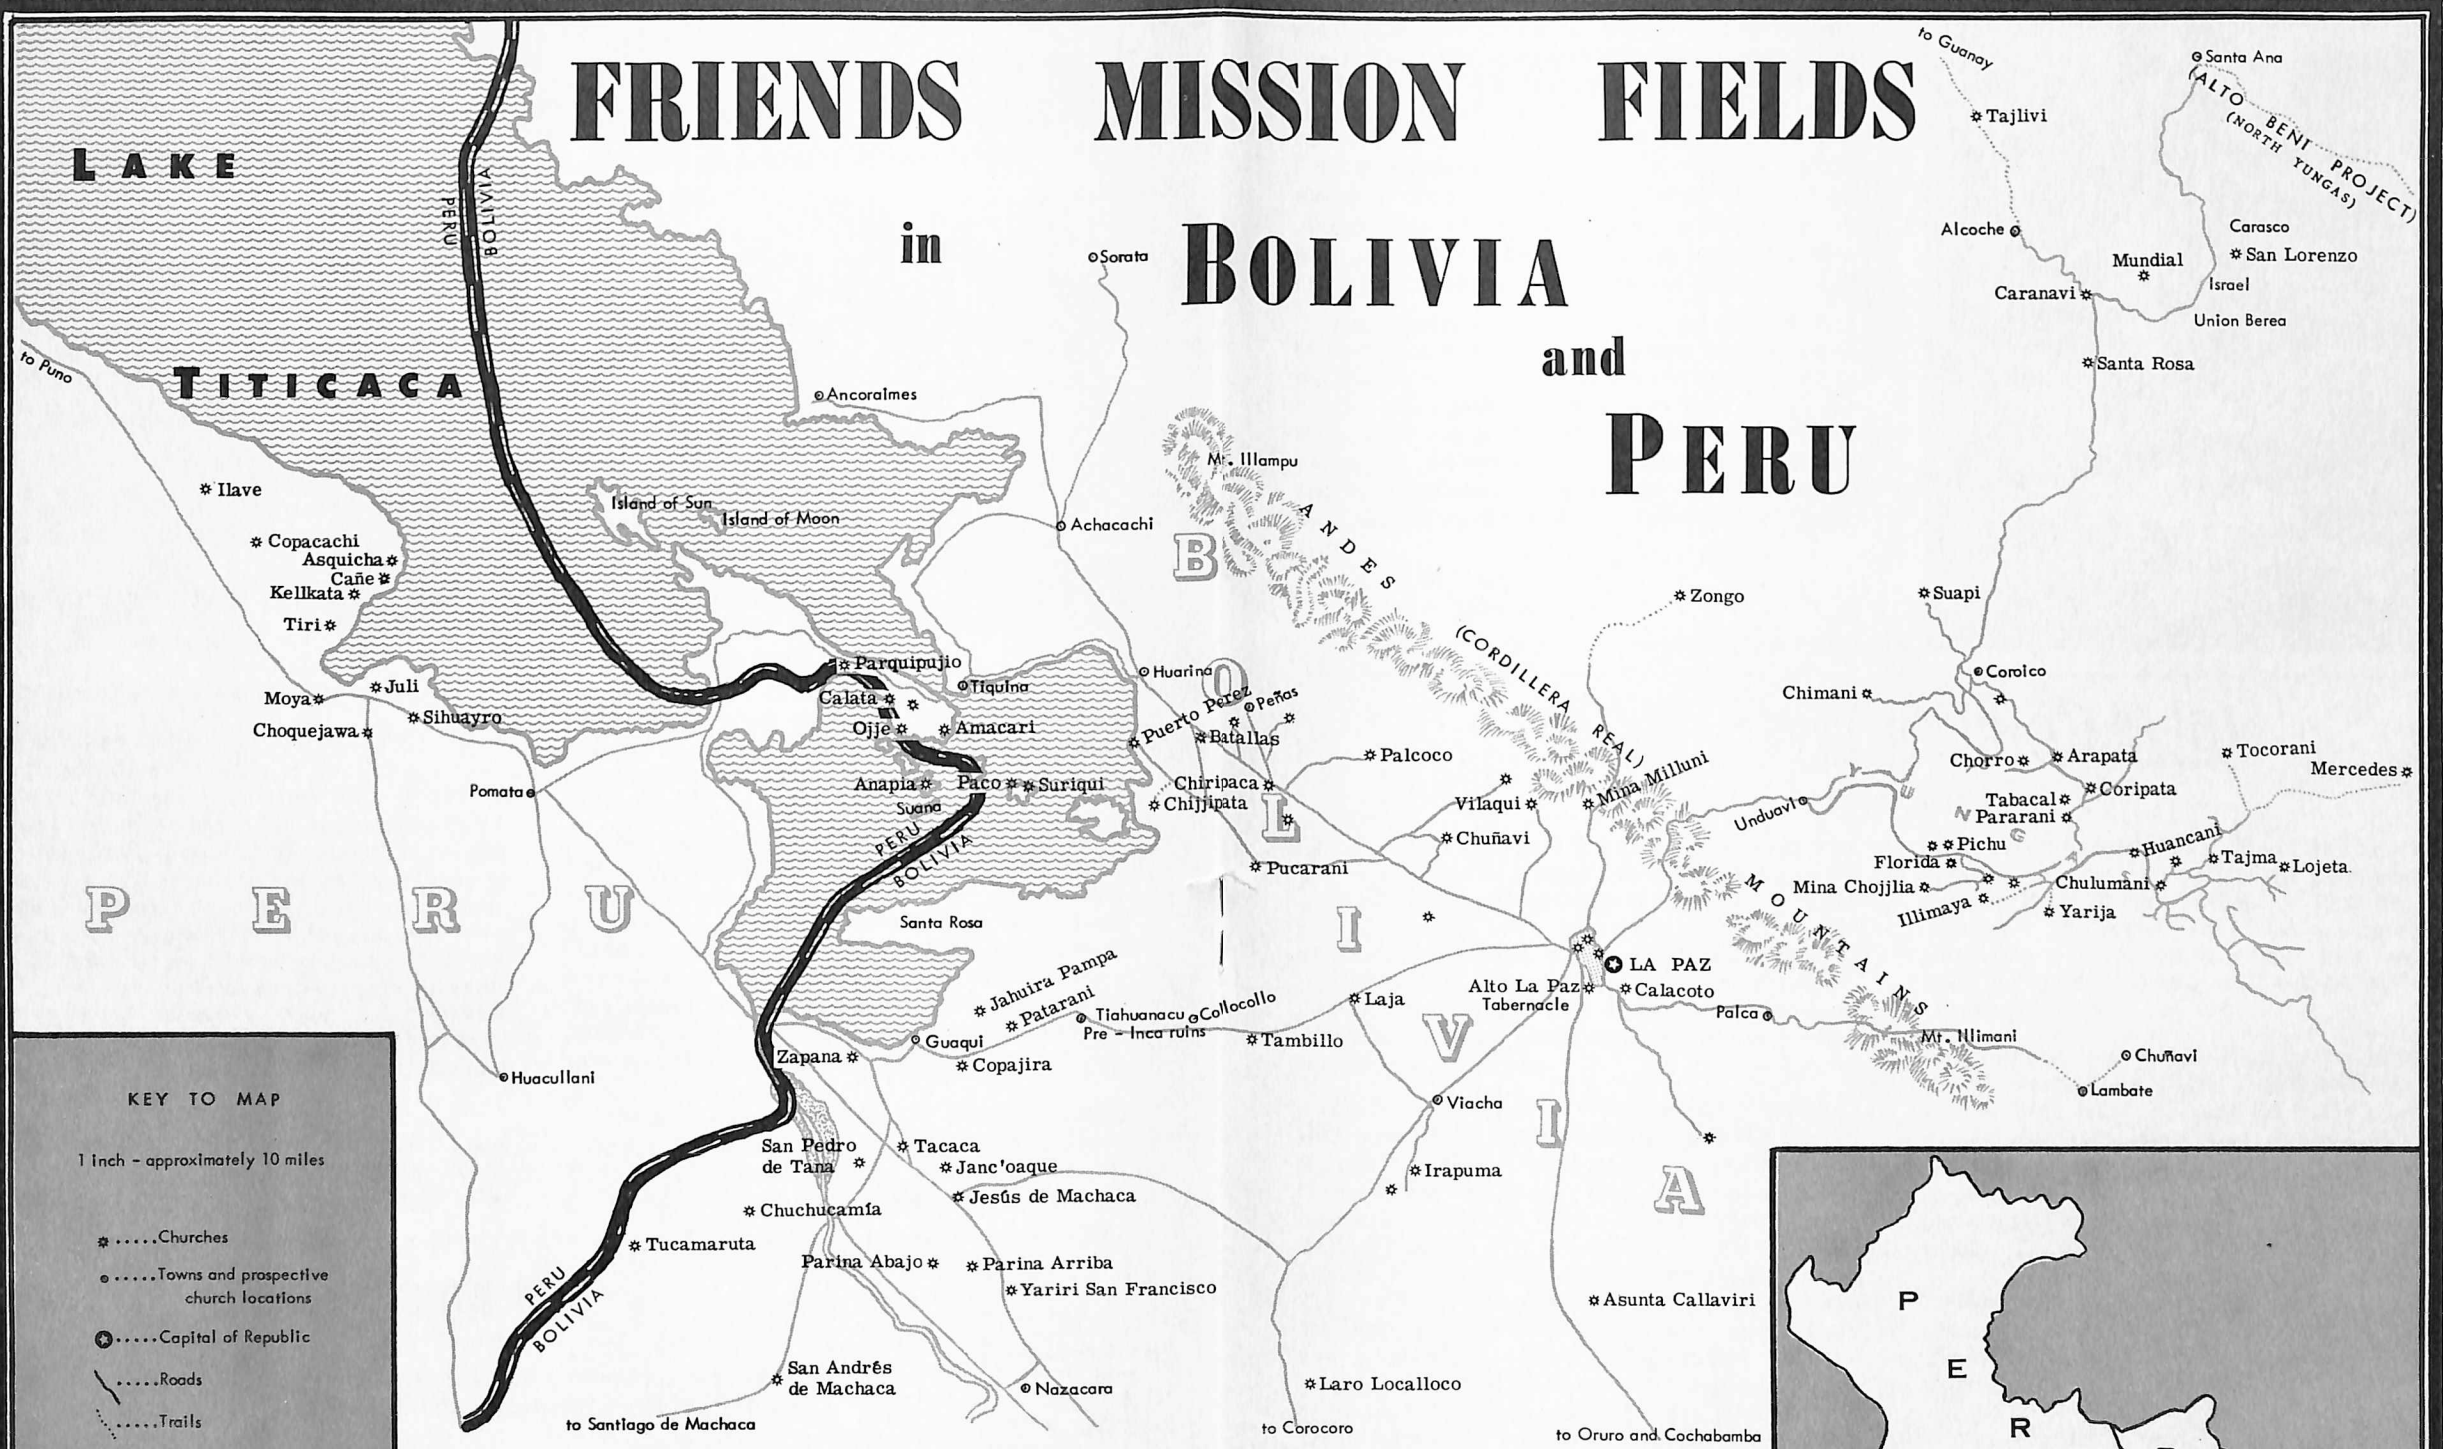 FRIENDS MISSION FIELDS
in BOLIVIA
and
PERU
LAKE
TITICACA
PERU
BOLIVIA
to Puno
Ilave
Copacachi
Asquicha
Cañe
Kellkata
Tiri
Moya
Juli
Choquejawa
Sihuayro
Pomata
Huacullani
PERU
Island of Sun
Island of Moon
Ancoraimes
Sorata
Achacachi
Huarina
Parquipujio
Calata
Tiquina
Ojje
Amacari
Anapia
Paco
Suriqui
Suana
PERU
BOLIVIA
Santa Rosa
Puerto Perez
Peñas
Batallas
Chiripaca
Chijjipata
Palcoco
Pucarani
Vilaqui
Chuñavi
Mina Milluni
Zongo
Mt. Illampu
ANDES
(CORDILLERA REAL)
MOUNTAINS
BOLIVIA
to Guanay
Tajlivi
Santa Ana
(ALTO BENI PROJECT)
(NORTH YUNGAS)
Alcoche
Carasco
San Lorenzo
Mundial
Israel
Caranavi
Union Berea
Santa Rosa
Suapi
Coroico
Chimani
Chorro
Arapata
Tocorani
Mercedes
Coripata
Tabacal
Pararani
Unduavi
YUNGAS
Pichu
Florida
Huancani
Tajma
Lojeta
Mina Chojjlia
Chulumani
Illimaya
Yarija
LA PAZ
Alto La Paz
Tabernacle
Calacoto
Palca
Mt. Illimani
Chuñavi
Lambate
Jahuira Pampa
Patarani
Tiahuanacu
Pre - Inca ruins
Collocollo
Laja
Tambillo
Guaqui
Copajira
Zapana
Viacha
Irapuma
San Pedro
de Tana
Tacaca
Janc'oaque
Jesús de Machaca
Chuchucamía
Tucamaruta
Parina Abajo
Parina Arriba
Yariri San Francisco
PERU
BOLIVIA
San Andrés
de Machaca
Nazacara
to Santiago de Machaca
Laro Localloco
to Corocoro
Asunta Callaviri
to Oruro and Cochabamba
KEY TO MAP
1 inch - approximately 10 miles
.....Churches
.....Towns and prospective
church locations
.....Capital of Republic
.....Roads
.....Trails
P
E
R